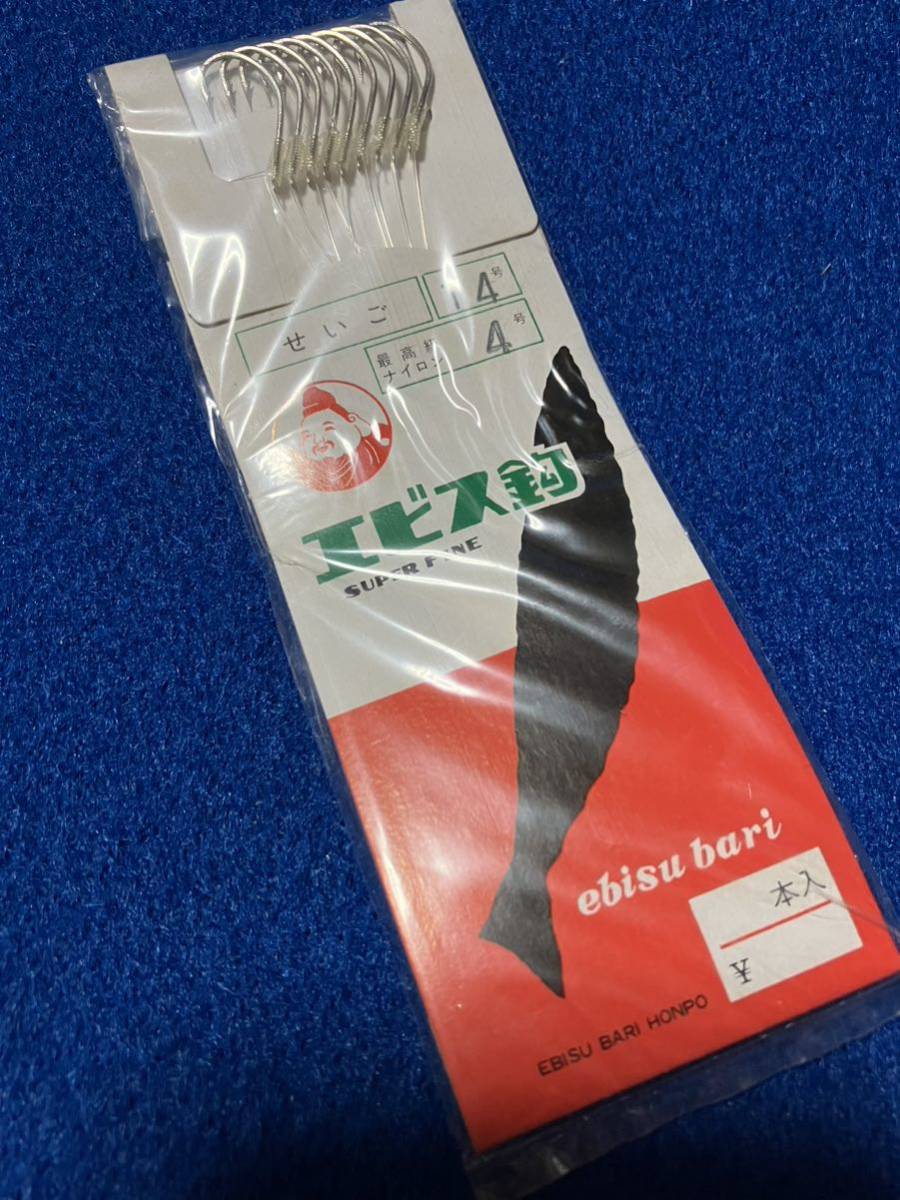 せいご
14号
最高級
ナイロン 4号
エビス鈎
SUPER FINE
ebisu bari
本入
¥
EBISU BARI HONPO